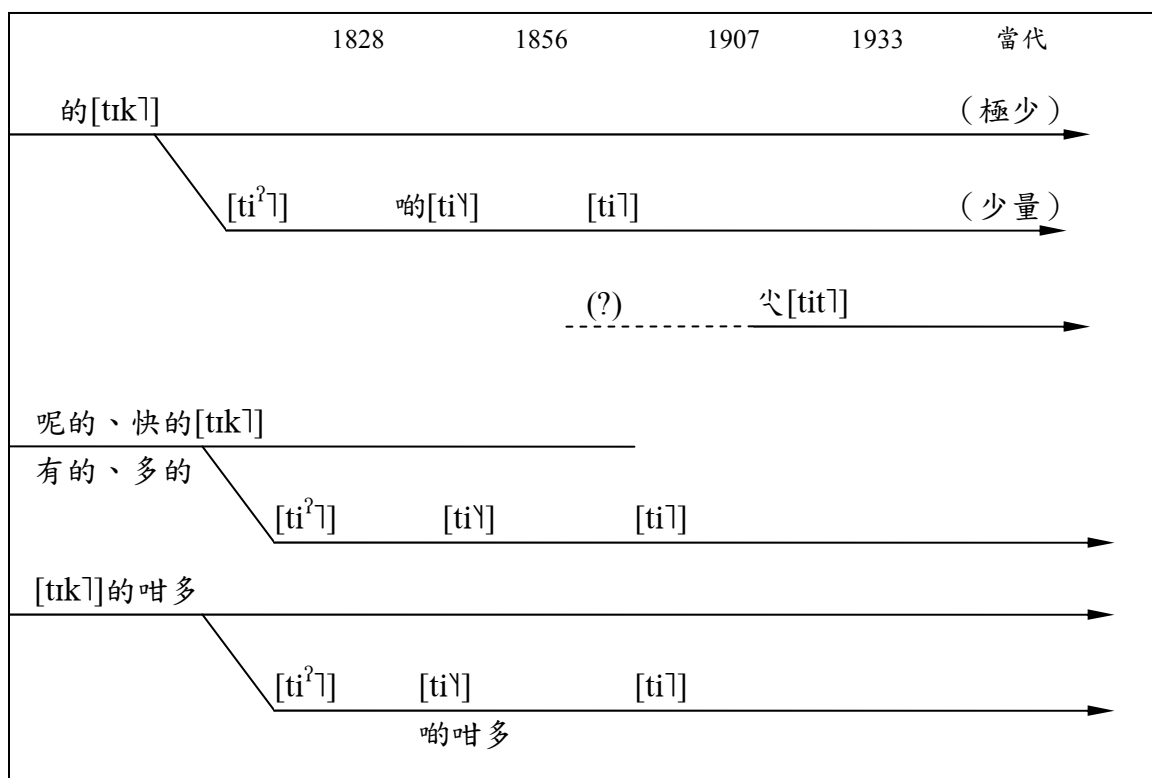 1828 1856 1907 1933 當代
的[tɪk˥] （極少）
[tiˀ˥] 啲[ti˥˧] [ti˥] （少量）
(?) 尐[tit˥]
呢的、快的[tɪk˥]
有的、多的
[tiˀ˥] [ti˥˧] [ti˥]
[tɪk˥]的咁多
[tiˀ˥] [ti˥˧] [ti˥]
啲咁多